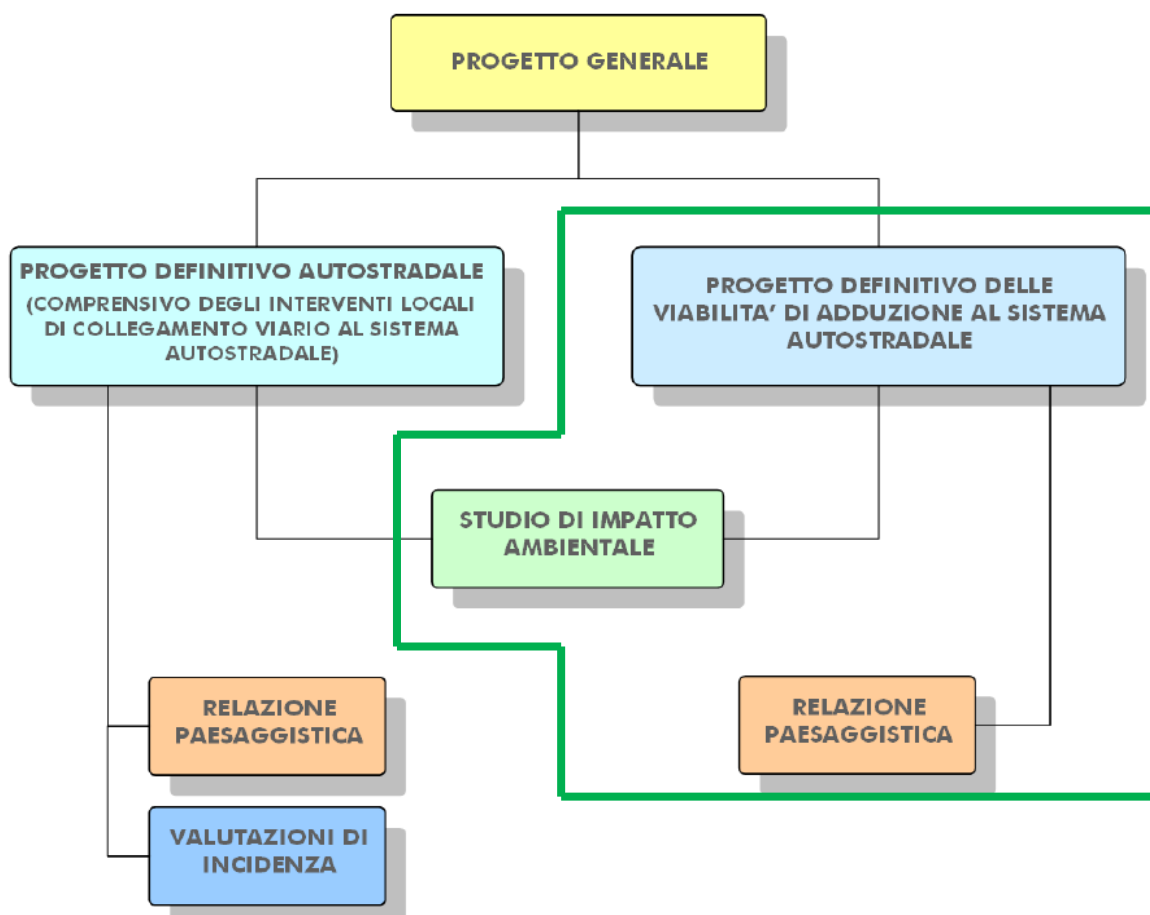 PROGETTO GENERALE
PROGETTO DEFINITIVO AUTOSTRADALE
(COMPRENSIVO DEGLI INTERVENTI LOCALI
DI COLLEGAMENTO VIARIO AL SISTEMA
AUTOSTRADALE)
PROGETTO DEFINITIVO DELLE
VIABILITA' DI ADDUZIONE AL SISTEMA
AUTOSTRADALE
STUDIO DI IMPATTO
AMBIENTALE
RELAZIONE
PAESAGGISTICA
RELAZIONE
PAESAGGISTICA
VALUTAZIONI DI
INCIDENZA